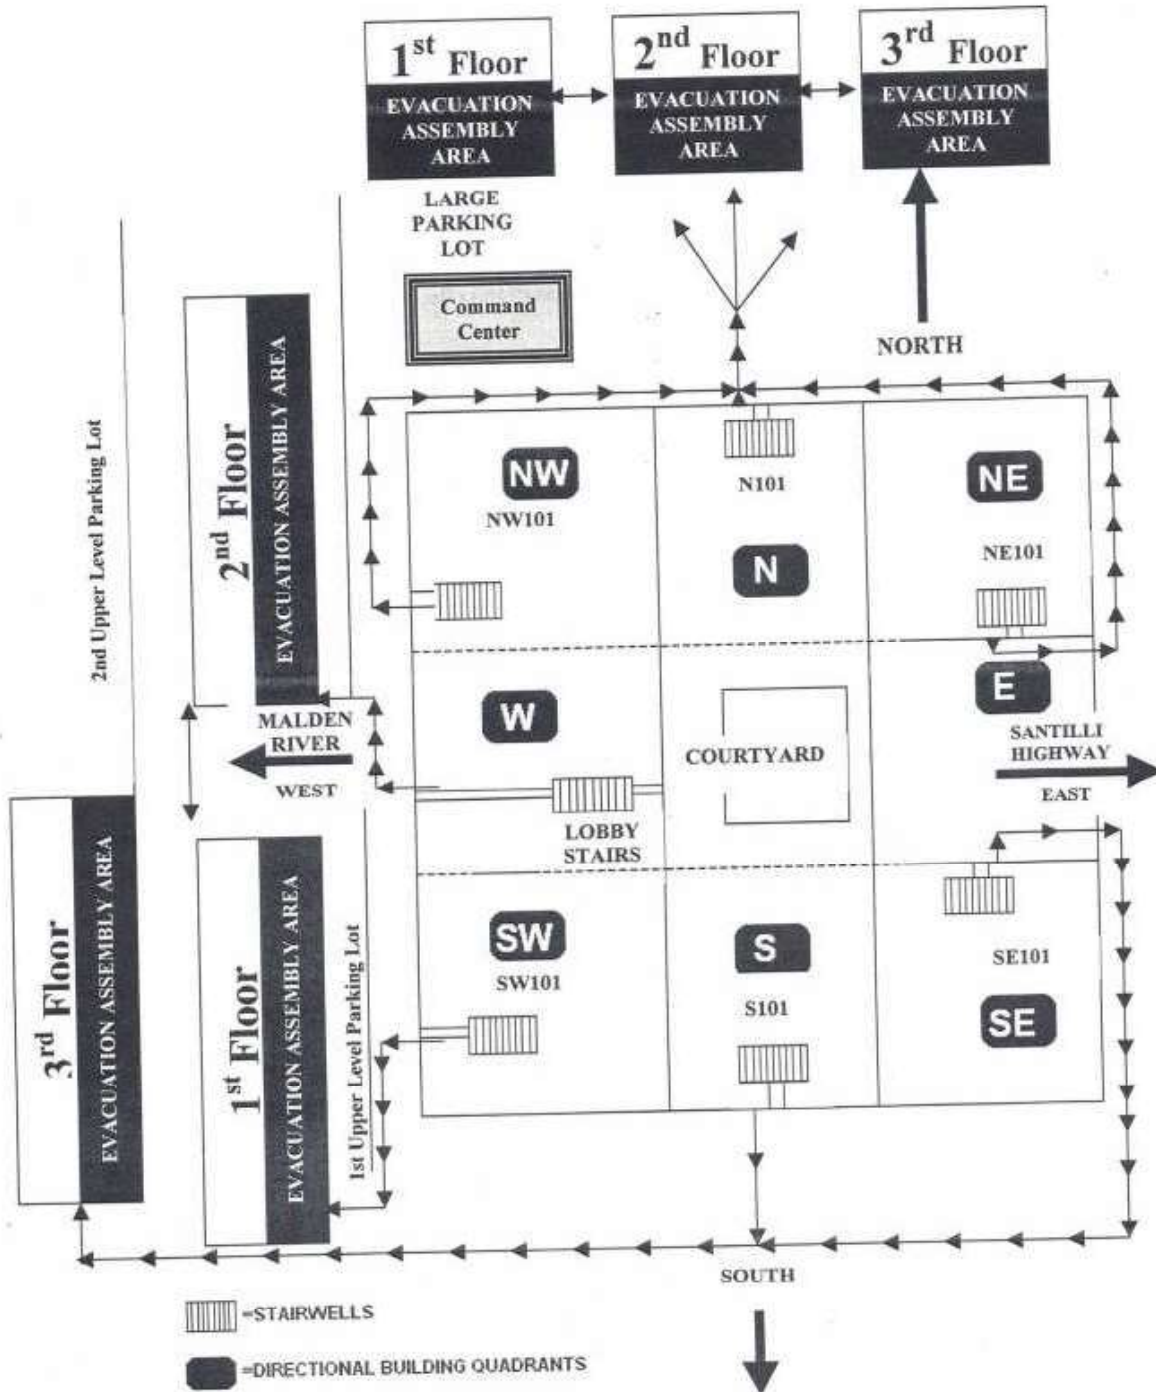 1st Floor
EVACUATION
ASSEMBLY
AREA
2nd Floor
EVACUATION
ASSEMBLY
AREA
3rd Floor
EVACUATION
ASSEMBLY
AREA
LARGE
PARKING
LOT
Command
Center
NORTH
2nd Upper Level Parking Lot
2nd Floor
EVACUATION ASSEMBLY AREA
NW
NW101
N101
N
NE
NE101
W
E
MALDEN
RIVER
WEST
COURTYARD
SANTILLI
HIGHWAY
EAST
LOBBY
STAIRS
3rd Floor
EVACUATION ASSEMBLY AREA
1st Floor
EVACUATION ASSEMBLY AREA
1st Upper Level Parking Lot
SW
SW101
S
S101
SE101
SE
SOUTH
=STAIRWELLS
=DIRECTIONAL BUILDING QUADRANTS